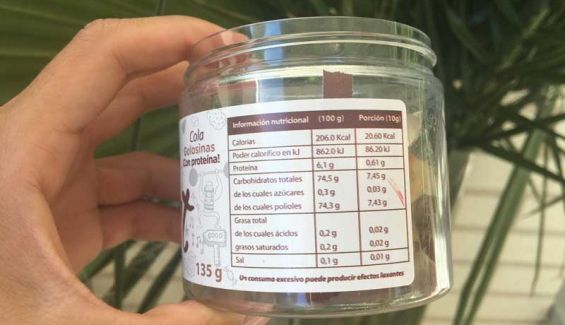 Cola
Gelosinas
Con proteína!
135 g
Información nutricional (100 g) Porción (10g)
Calorías 206.0 Kcal 20.60 Kcal
Poder calorífico en kJ 862.0 kJ 86.20 kJ
Proteína 6,1 g 0,61 g
Carbohidratos totales 74,5 g 7,45 g
de los cuales azúcares 0,3 g 0,03 g
de los cuales polioles 74,3 g 7,43 g
Grasa total
de los cuales ácidos 0,2 g 0,02 g
grasos saturados 0,2 g 0,02 g
Sal 0,1 g 0,01 g
Un consumo excesivo puede producir efectos laxantes